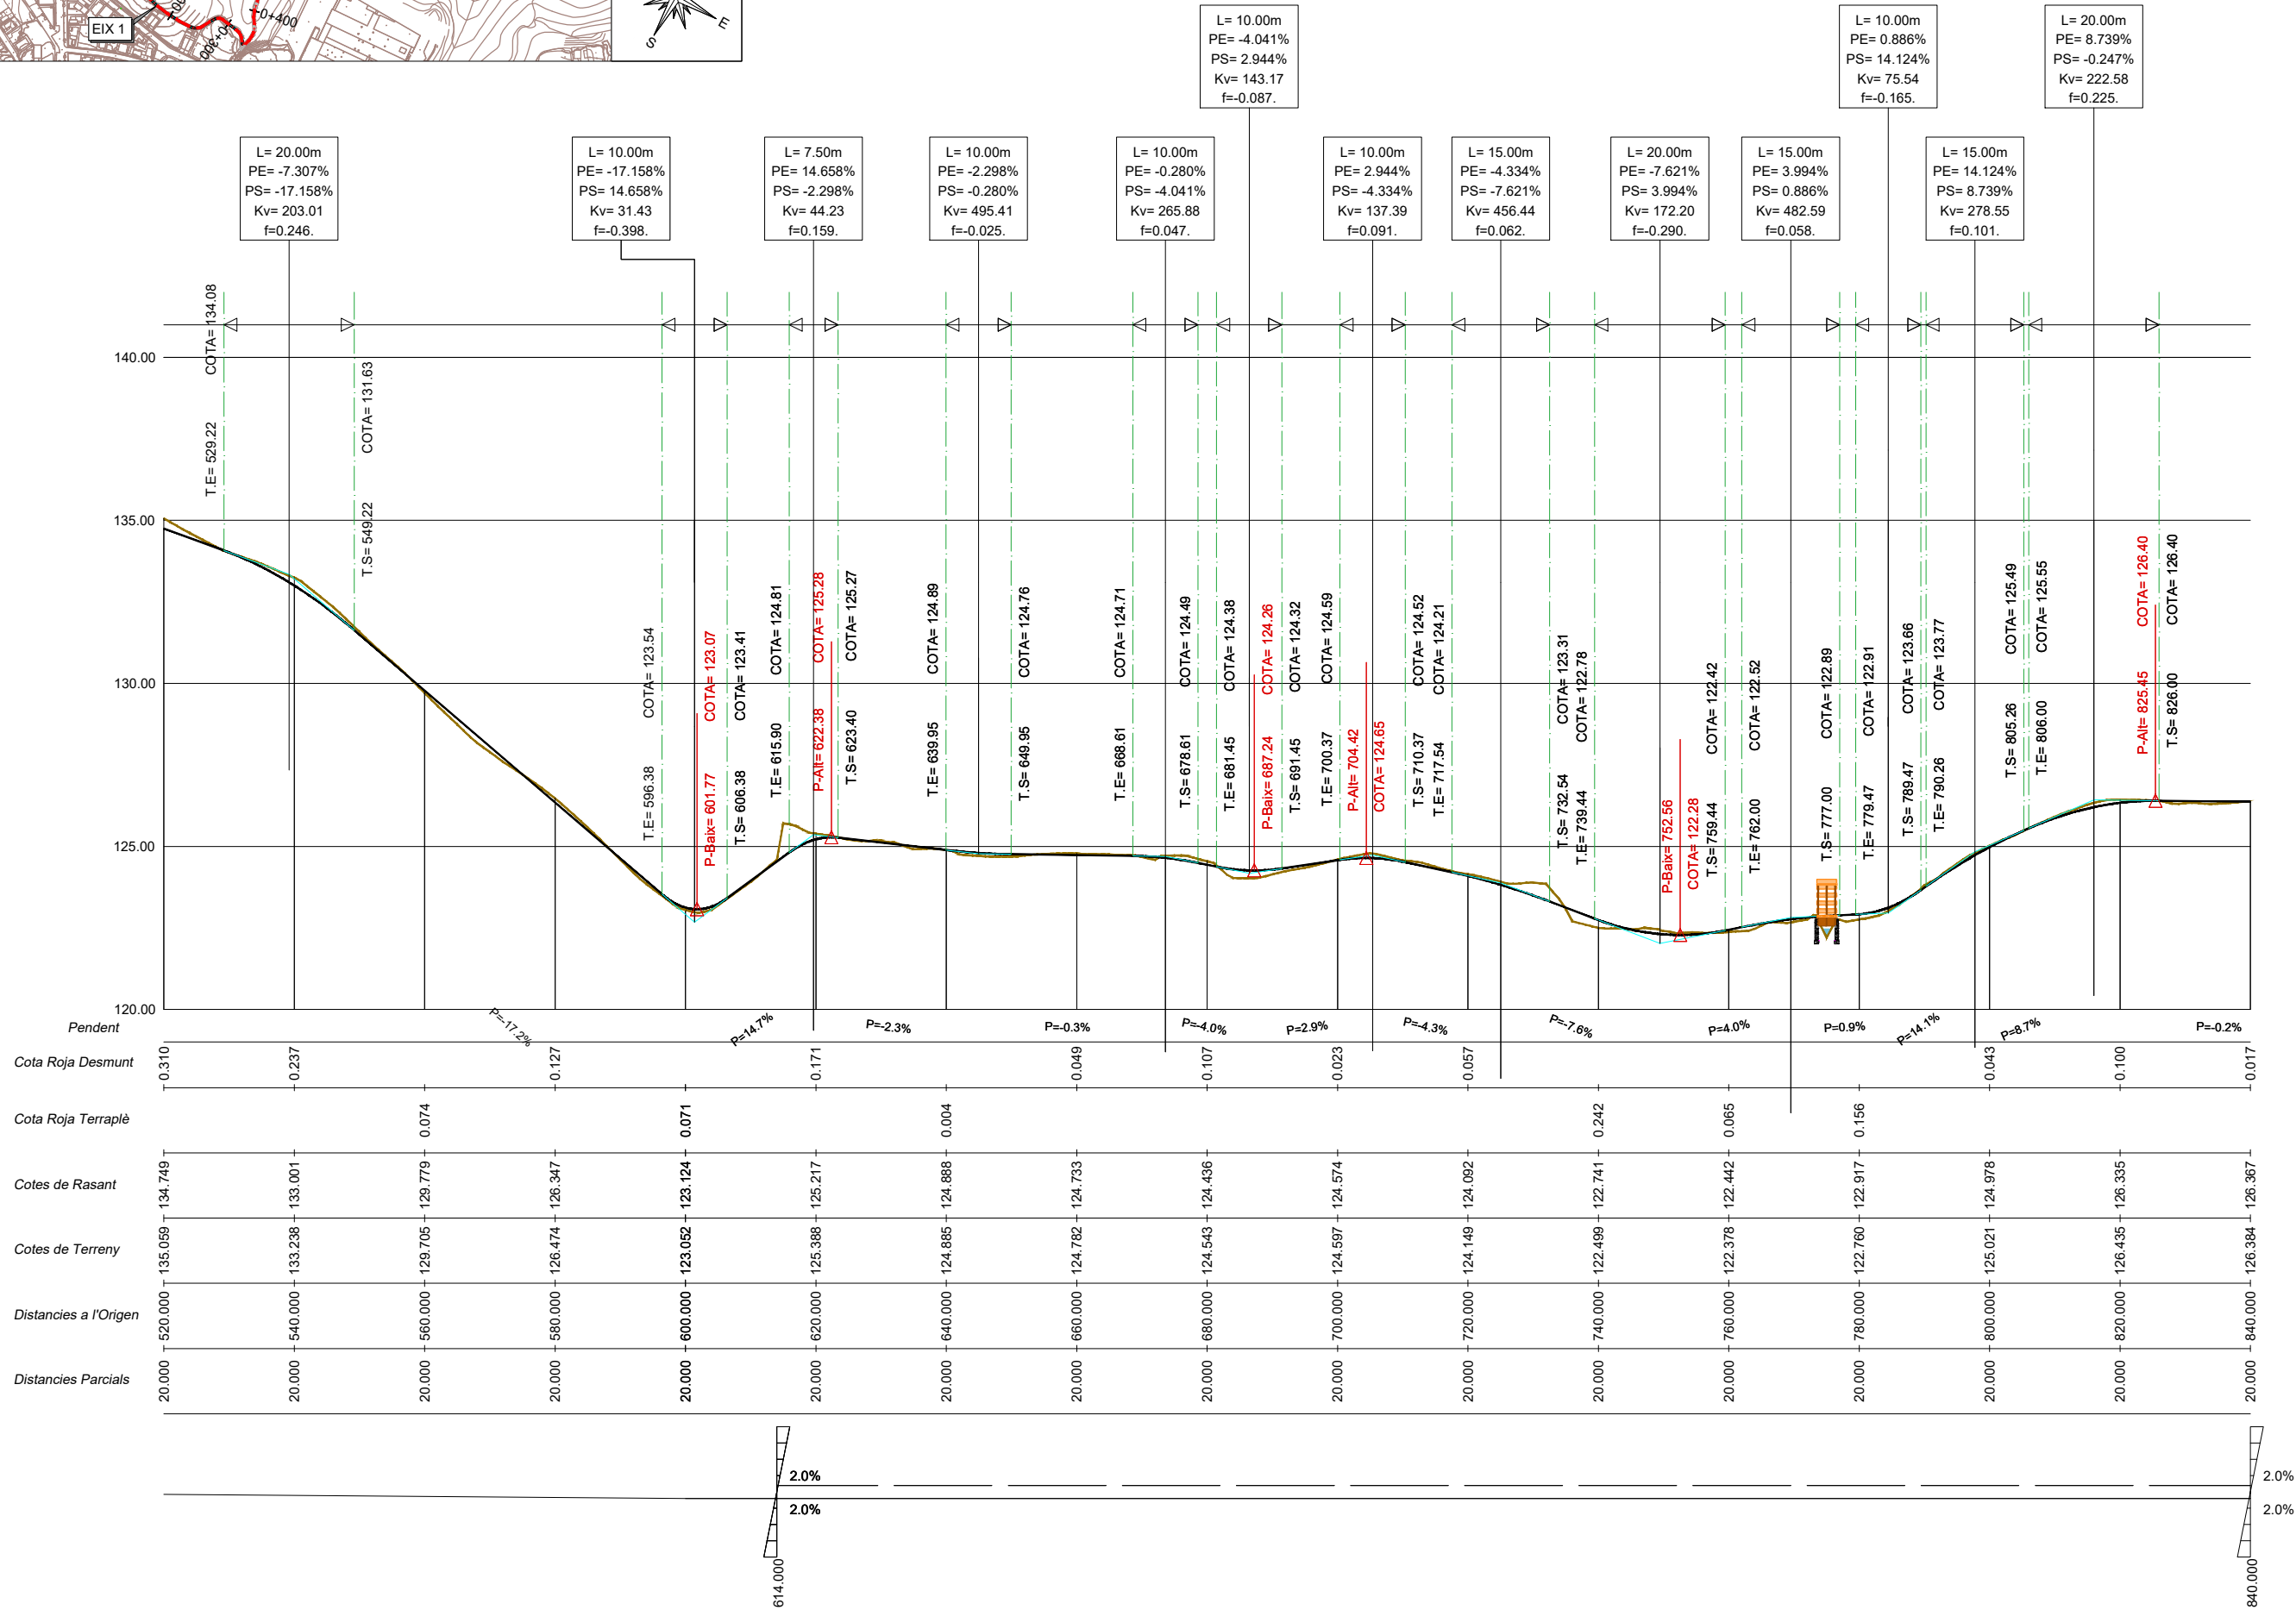 EIX 1
0+300
0+400
S
E
L= 10.00m
PE= -4.041%
PS= 2.944%
Kv= 143.17
f=-0.087.
L= 10.00m
PE= 0.886%
PS= 14.124%
Kv= 75.54
f=-0.165.
L= 20.00m
PE= 8.739%
PS= -0.247%
Kv= 222.58
f=0.225.
L= 20.00m
PE= -7.307%
PS= -17.158%
Kv= 203.01
f=0.246.
L= 10.00m
PE= -17.158%
PS= 14.658%
Kv= 31.43
f=-0.398.
L= 7.50m
PE= 14.658%
PS= -2.298%
Kv= 44.23
f=0.159.
L= 10.00m
PE= -2.298%
PS= -0.280%
Kv= 495.41
f=-0.025.
L= 10.00m
PE= -0.280%
PS= -4.041%
Kv= 265.88
f=0.047.
L= 10.00m
PE= 2.944%
PS= -4.334%
Kv= 137.39
f=0.091.
L= 15.00m
PE= -4.334%
PS= -7.621%
Kv= 456.44
f=0.062.
L= 20.00m
PE= -7.621%
PS= 3.994%
Kv= 172.20
f=-0.290.
L= 15.00m
PE= 3.994%
PS= 0.886%
Kv= 482.59
f=0.058.
L= 15.00m
PE= 14.124%
PS= 8.739%
Kv= 278.55
f=0.101.
140.00
135.00
130.00
125.00
120.00
T.E= 529.22 COTA= 134.08
T.S= 549.22 COTA= 131.63
T.E= 596.38 COTA= 123.54
P-Baix= 601.77 COTA= 123.07
T.S= 606.38 COTA= 123.41
T.E= 615.90 COTA= 124.81
P-Alt= 622.38 COTA= 125.28
T.S= 623.40 COTA= 125.27
T.E= 639.95 COTA= 124.89
T.S= 649.95 COTA= 124.76
T.E= 668.61 COTA= 124.71
T.S= 678.61 COTA= 124.49
T.E= 681.45 COTA= 124.38
P-Baix= 687.24 COTA= 124.26
T.S= 691.45 COTA= 124.32
T.E= 700.37 COTA= 124.59
P-Alt= 704.42
COTA= 124.65
T.S= 710.37 COTA= 124.52
T.E= 717.54 COTA= 124.21
T.S= 732.54 COTA= 123.31
T.E= 739.44 COTA= 122.78
P-Baix= 752.56
COTA= 122.28
T.S= 759.44 COTA= 122.42
T.E= 762.00 COTA= 122.52
T.S= 777.00 COTA= 122.89
T.E= 779.47 COTA= 122.91
T.S= 789.47 COTA= 123.66
T.E= 790.26 COTA= 123.77
T.S= 805.26 COTA= 125.49
T.E= 806.00 COTA= 125.55
P-Alt= 825.45 COTA= 126.40
T.S= 826.00 COTA= 126.40
Pendent P=-17.2% P=14.7% P=-2.3% P=-0.3% P=-4.0% P=2.9% P=-4.3% P=-7.6% P=4.0% P=0.9% P=14.1% P=8.7% P=-0.2%
Cota Roja Desmunt 0.310 0.237 0.127 0.171 0.049 0.107 0.023 0.057 0.043 0.100 0.017
Cota Roja Terraplè 0.074 0.071 0.004 0.242 0.065 0.156
Cotes de Rasant 134.749 133.001 129.779 126.347 123.124 125.217 124.888 124.733 124.436 124.574 124.092 122.741 122.442 122.917 124.978 126.335 126.367
Cotes de Terreny 135.059 133.238 129.705 126.474 123.052 125.388 124.885 124.782 124.543 124.597 124.149 122.499 122.378 122.760 125.021 126.435 126.384
Distancies a l'Origen 520.000 540.000 560.000 580.000 600.000 620.000 640.000 660.000 680.000 700.000 720.000 740.000 760.000 780.000 800.000 820.000 840.000
Distancies Parcials 20.000 20.000 20.000 20.000 20.000 20.000 20.000 20.000 20.000 20.000 20.000 20.000 20.000 20.000 20.000 20.000 20.000
2.0%
2.0%
614.000
2.0%
2.0%
840.000